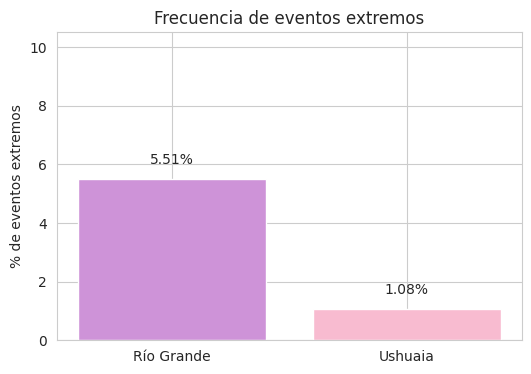 Frecuencia de eventos extremos
% de eventos extremos
10
8
6
4
2
0
5.51%
1.08%
Río Grande
Ushuaia